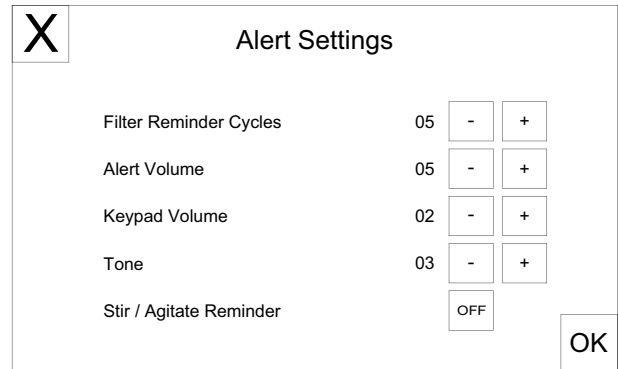 X
Alert Settings
Filter Reminder Cycles 05 - +
Alert Volume 05 - +
Keypad Volume 02 - +
Tone 03 - +
Stir / Agitate Reminder OFF
OK